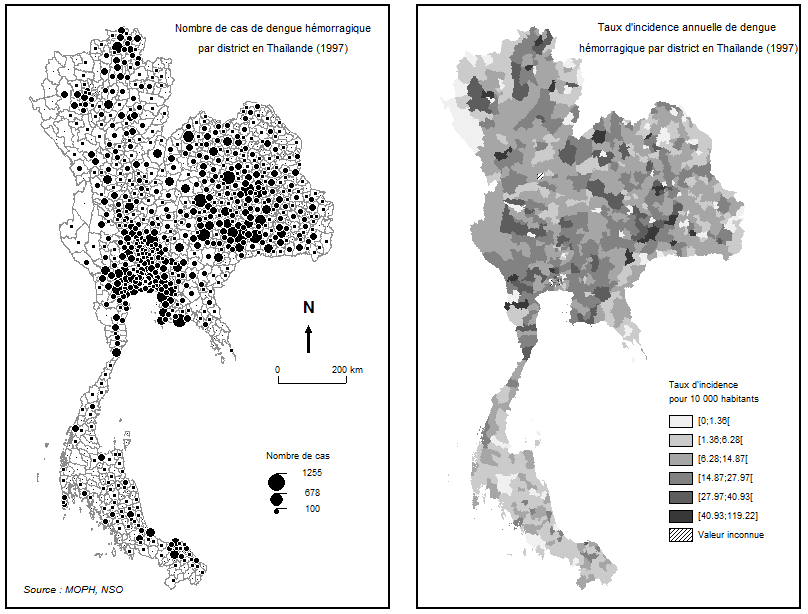 Nombre de cas de dengue hémorragique
par district en Thaïlande (1997)
N
0 200 km
Nombre de cas
1255
678
100
Source : MOPH, NSO
Taux d'incidence annuelle de dengue
hémorragique par district en Thaïlande (1997)
Taux d'incidence
pour 10 000 habitants
[0;1.36[
[1.36;6.28[
[6.28;14.87[
[14.87;27.97[
[27.97;40.93[
[40.93;119.22]
Valeur inconnue